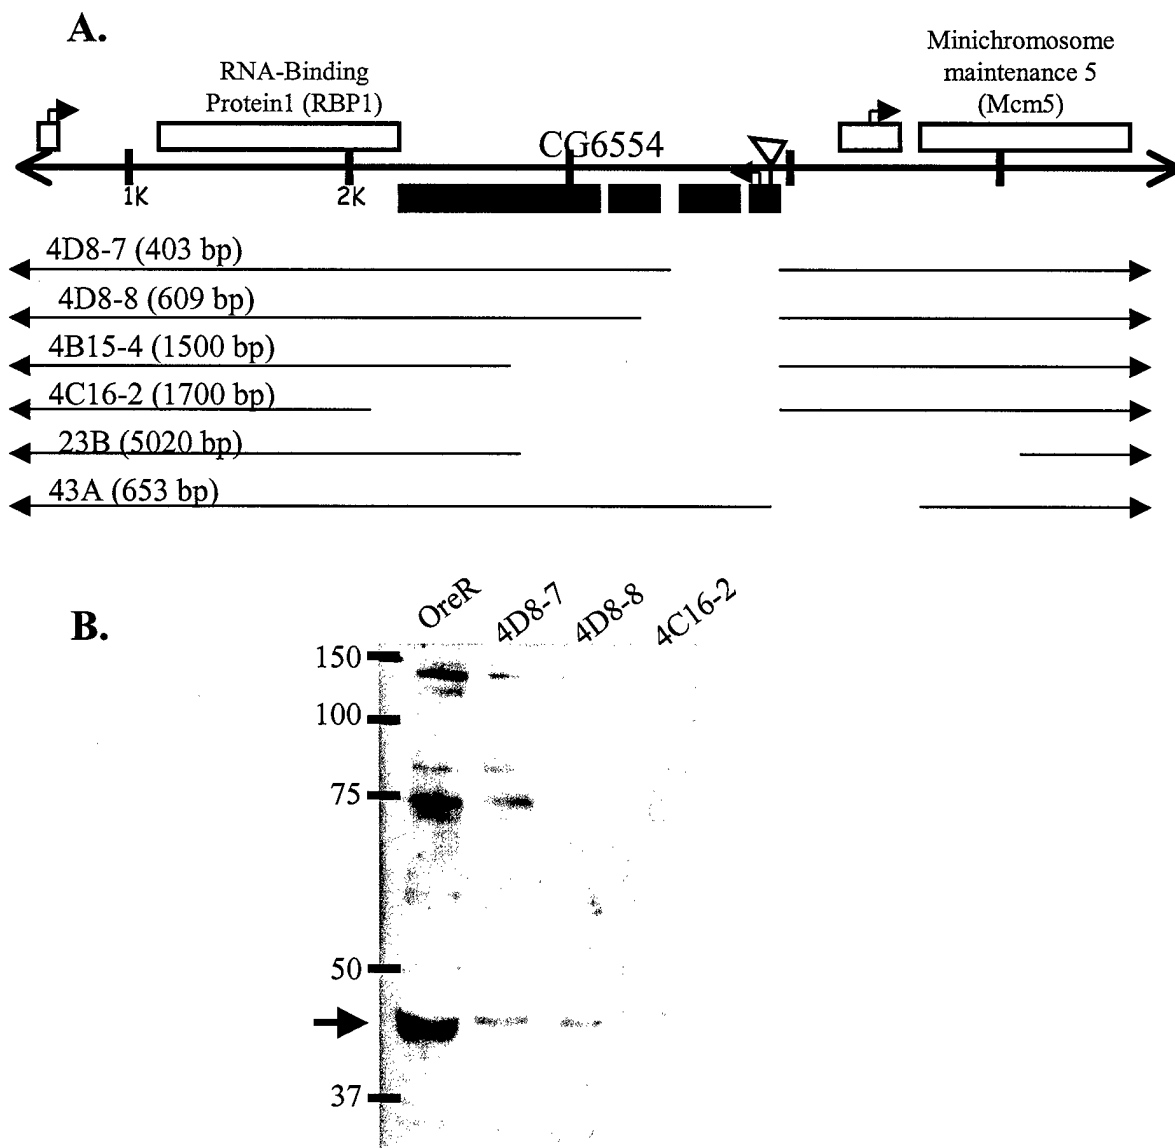 A.
RNA-Binding
Protein1 (RBP1)
Minichromosome
maintenance 5
(Mcm5)
CG6554
1K
2K
4D8-7 (403 bp)
4D8-8 (609 bp)
4B15-4 (1500 bp)
4C16-2 (1700 bp)
23B (5020 bp)
43A (653 bp)
B.
OreR
4D8-7
4D8-8
4C16-2
150
100
75
50
37